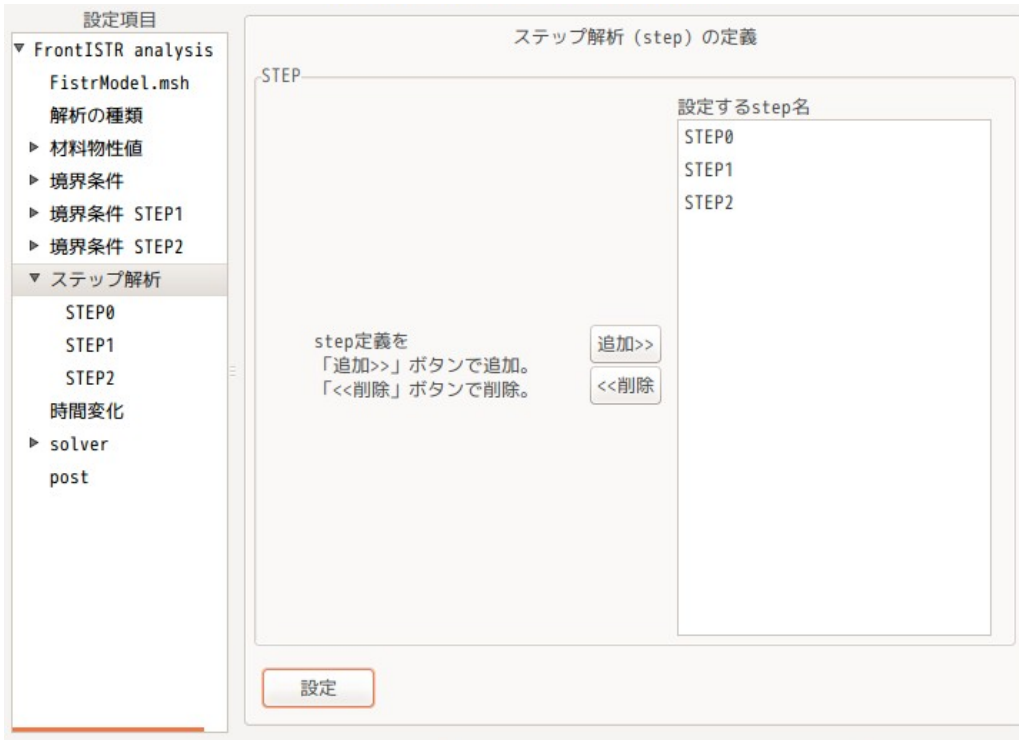 設定項目
FrontISTR analysis
FistrModel.msh
解析の種類
材料物性値
境界条件
境界条件 STEP1
境界条件 STEP2
ステップ解析
STEP0
STEP1
STEP2
時間変化
solver
post
ステップ解析 (step) の定義
STEP
step定義を
「追加>>」ボタンで追加。
「<<削除」ボタンで削除。
追加>>
<<削除
設定するstep名
STEP0
STEP1
STEP2
設定